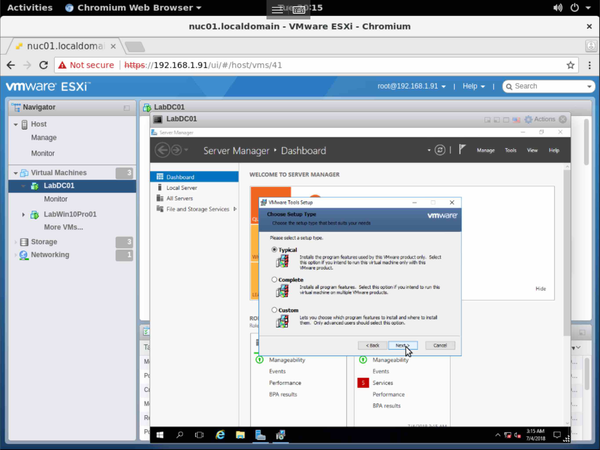 Activities
Chromium Web Browser
15
nuc01.localdomain - VMware ESXi - Chromium
nuc01.localdoma
Not secure
https://192.168.1.91/ui/#/host/vms/41
vmware ESXi
root@192.168.1.91
Help
Search
Navigator
LabDC01
Host
Manage
Monitor
Virtual Machines
3
LabDC01
Monitor
LabWin10Pro01
More VMs...
Storage
3
Networking
1
LabDC01
Actions
Server Manager
Server Manager
Dashboard
Manage
Tools
View
Help
Dashboard
Local Server
All Servers
File and Storage Services
WELCOME TO SERVER MANAGER
Hide
VMware Tools Setup
Choose Setup Type
Choose the setup type that best suits your needs
vmware
Please select a setup type.
Typical
Installs the program features used by this VMware product only. Select
this option if you intend to run this virtual machine only with this
VMware product.
Complete
Installs all program features. Select this option if you intend to run this
virtual machine on multiple VMware products.
Custom
Lets you choose which program features to install and where to install
them. Only advanced users should select this option.
< Back
Next >
Cancel
Manageability
Events
Performance
BPA results
Manageability
Events
5
Services
Performance
BPA results
3:15 AM
7/4/2018